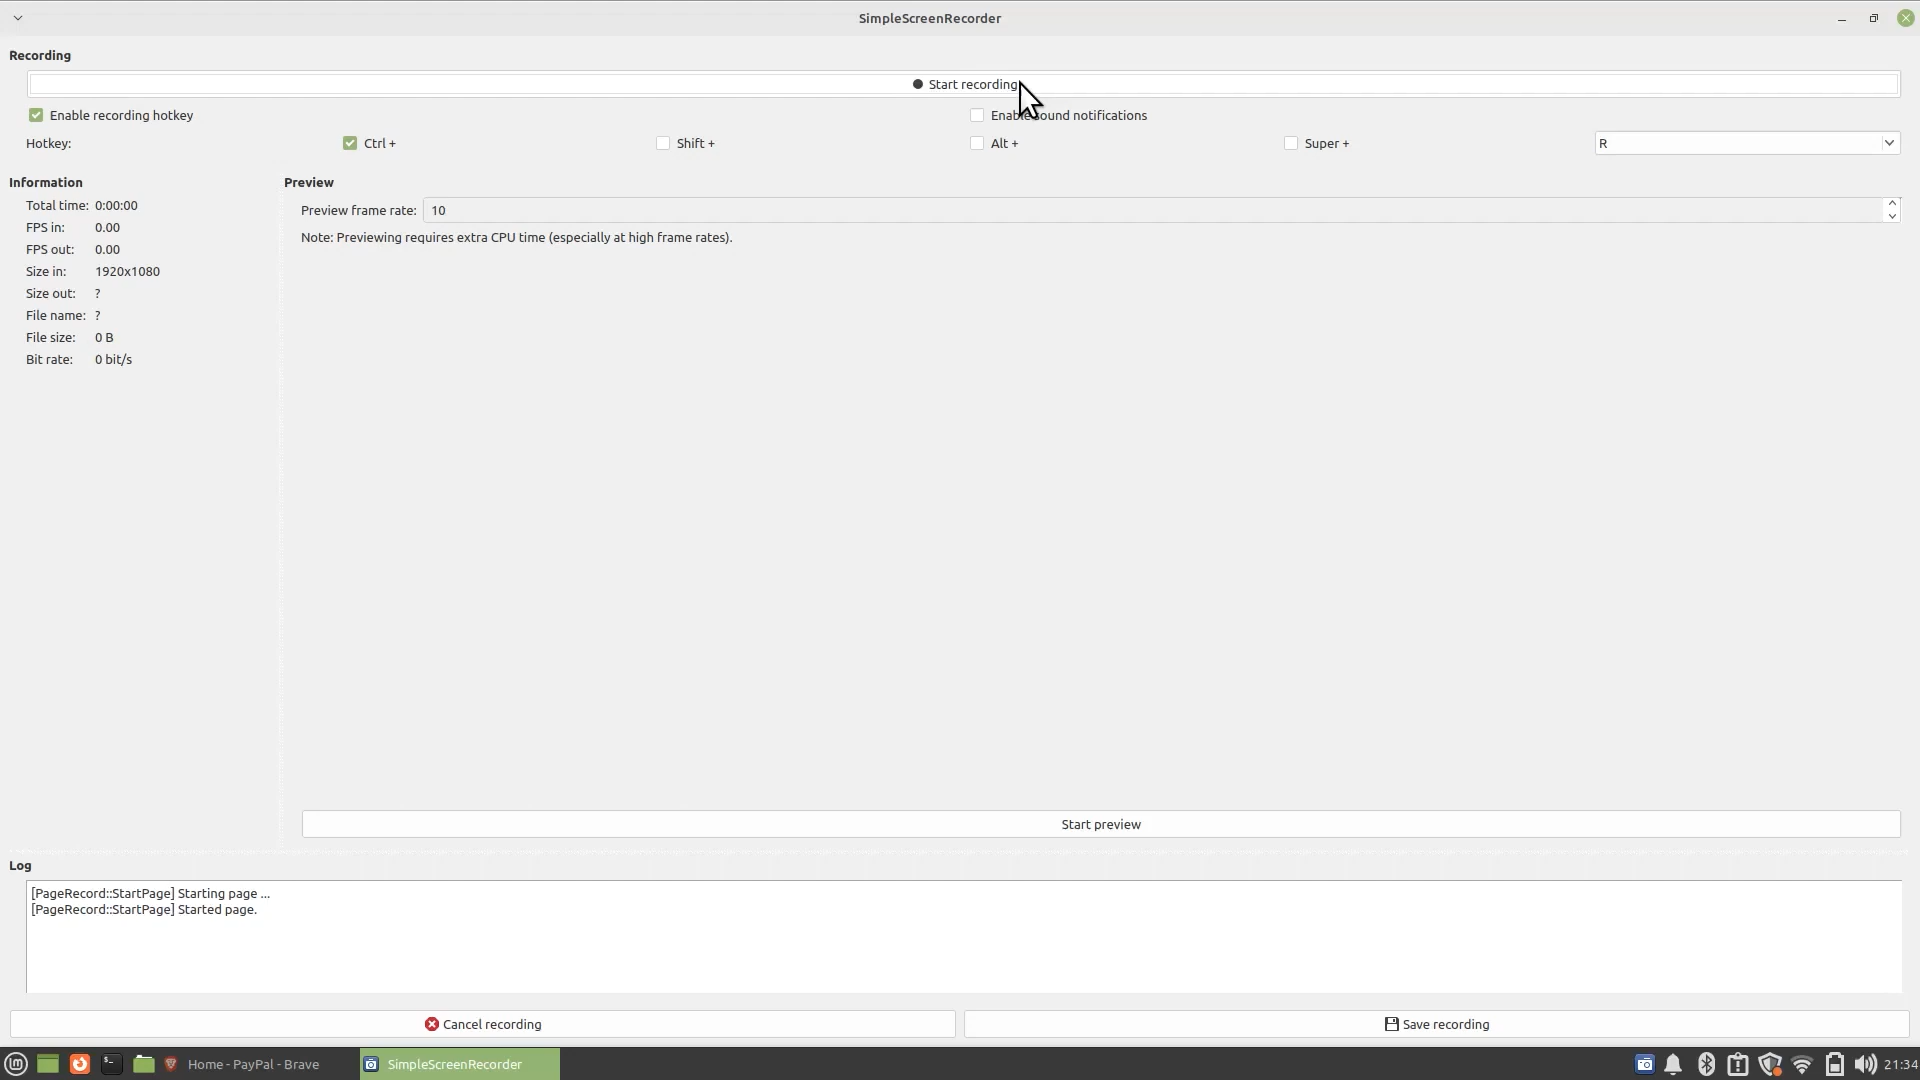 SimpleScreenRecorder
Recording
Start recording
Enable recording hotkey
Enable sound notifications
Hotkey:
Ctrl +
Shift +
Alt +
Super +
R
Information
Total time: 0:00:00
FPS in: 0.00
FPS out: 0.00
Size in: 1920x1080
Size out: ?
File name: ?
File size: 0 B
Bit rate: 0 bit/s
Preview
Preview frame rate: 10
Note: Previewing requires extra CPU time (especially at high frame rates).
Start preview
Log
[PageRecord::StartPage] Starting page ...
[PageRecord::StartPage] Started page.
Cancel recording
Save recording
Home - PayPal - Brave
SimpleScreenRecorder
21:34